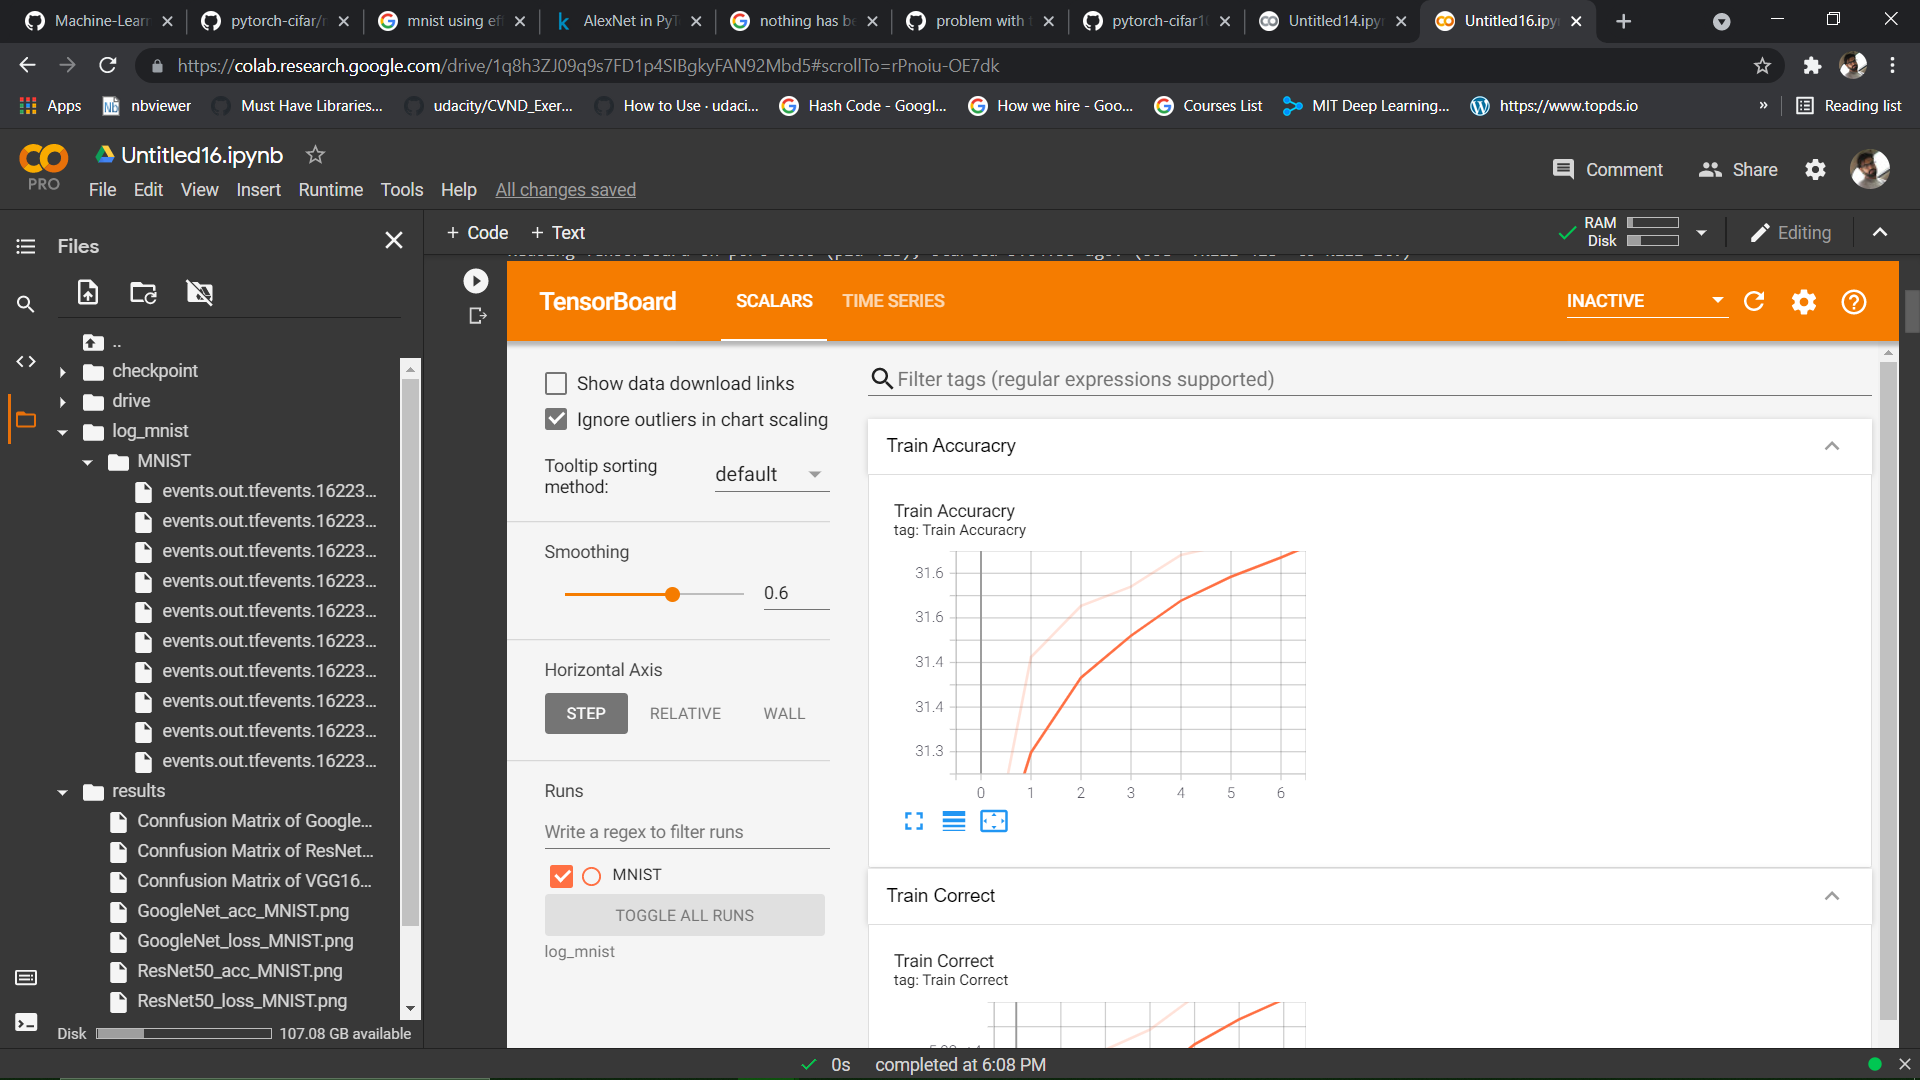 Machine-Learn
pytorch-cifar/r
mnist using eff
AlexNet in PyT
nothing has be
problem with t
pytorch-cifar10
Untitled14.ipyn
Untitled16.ipyn
https://colab.research.google.com/drive/1q8h3ZJ09q9s7FD1p4SIBgkyFAN92Mbd5#scrollTo=rPnoiu-OE7dk
Apps
nbviewer
Must Have Libraries...
udacity/CVND_Exer...
How to Use · udaci...
Hash Code - Googl...
How we hire - Goo...
Courses List
MIT Deep Learning...
https://www.topds.io
»
Reading list
PRO
Untitled16.ipynb
File Edit View Insert Runtime Tools Help All changes saved
Comment
Share
Files
+ Code + Text
RAM
Disk
Editing
..
checkpoint
drive
log_mnist
MNIST
events.out.tfevents.16223...
events.out.tfevents.16223...
events.out.tfevents.16223...
events.out.tfevents.16223...
events.out.tfevents.16223...
events.out.tfevents.16223...
events.out.tfevents.16223...
events.out.tfevents.16223...
events.out.tfevents.16223...
events.out.tfevents.16223...
results
Connfusion Matrix of Google...
Connfusion Matrix of ResNet...
Connfusion Matrix of VGG16...
GoogleNet_acc_MNIST.png
GoogleNet_loss_MNIST.png
ResNet50_acc_MNIST.png
ResNet50_loss_MNIST.png
Disk
107.08 GB available
TensorBoard
SCALARS
TIME SERIES
INACTIVE
Show data download links
Ignore outliers in chart scaling
Tooltip sorting
method:
default
Smoothing
0.6
Horizontal Axis
STEP
RELATIVE
WALL
Runs
Write a regex to filter runs
MNIST
TOGGLE ALL RUNS
log_mnist
Filter tags (regular expressions supported)
Train Accuracry
Train Accuracry
tag: Train Accuracry
31.6
31.6
31.4
31.4
31.3
0 1 2 3 4 5 6
Train Correct
Train Correct
tag: Train Correct
0s
completed at 6:08 PM